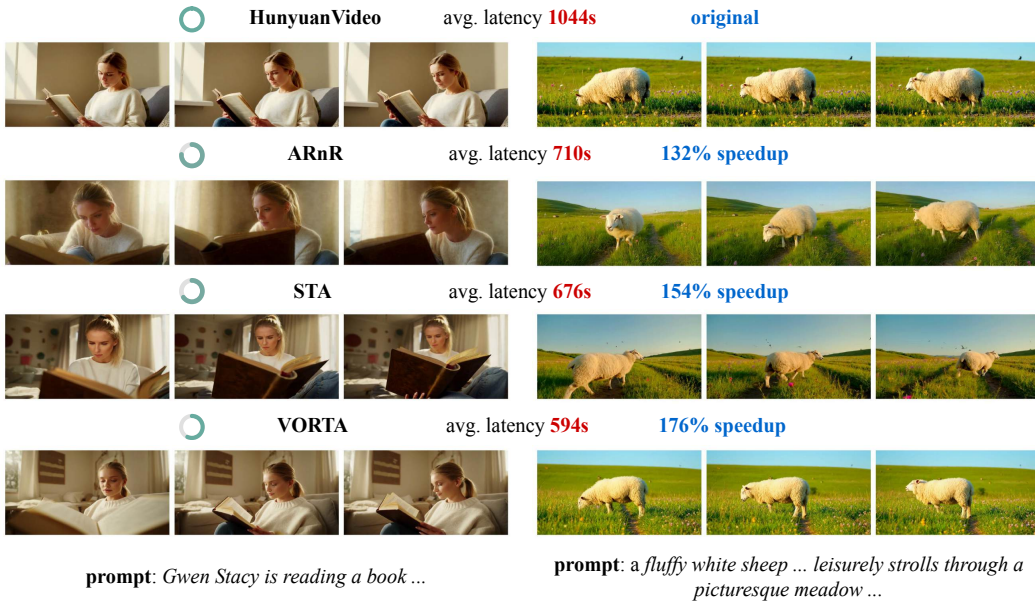 HunyuanVideo avg. latency 1044s original
ARnR avg. latency 710s 132% speedup
STA avg. latency 676s 154% speedup
VORTA avg. latency 594s 176% speedup
prompt: Gwen Stacy is reading a book ...
prompt: a fluffy white sheep ... leisurely strolls through a
picturesque meadow ...